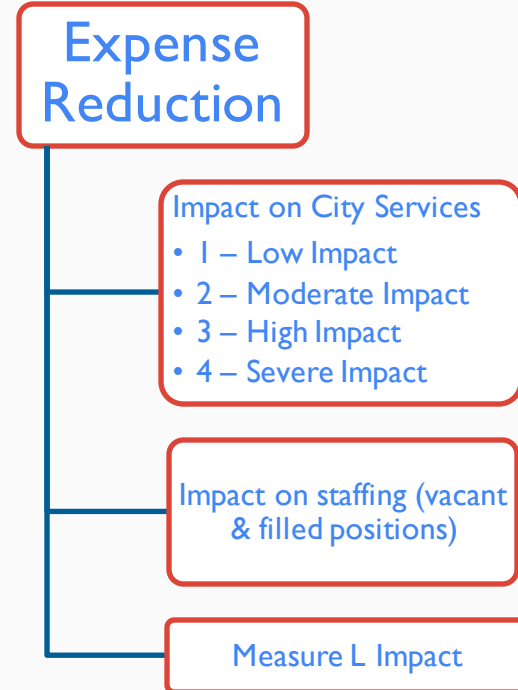 Expense
Reduction
Impact on City Services
• 1 – Low Impact
• 2 – Moderate Impact
• 3 – High Impact
• 4 – Severe Impact
Impact on staffing (vacant
& filled positions)
Measure L Impact